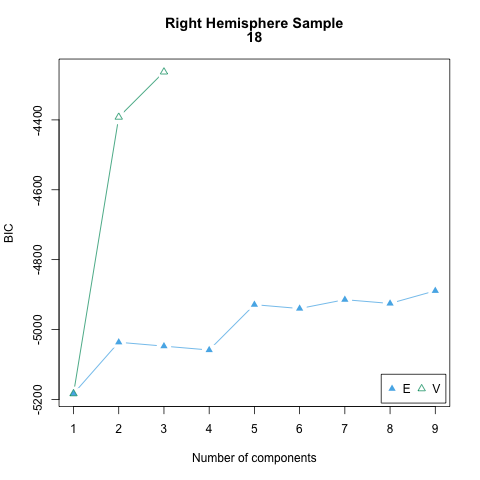 Right Hemisphere Sample
18
BIC
-4400
-4600
-4800
-5000
-5200
E V
1 2 3 4 5 6 7 8 9
Number of components